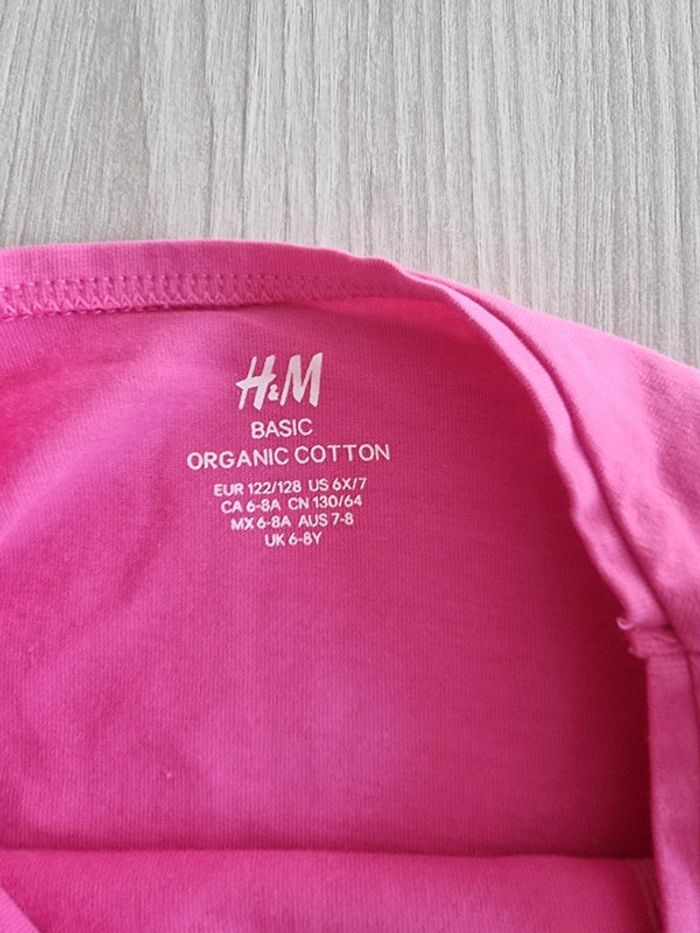 H&M
BASIC
ORGANIC COTTON
EUR 122/128 US 6X/7
CA 6-8A CN 130/64
MX 6-8A AUS 7-8
UK 6-8Y